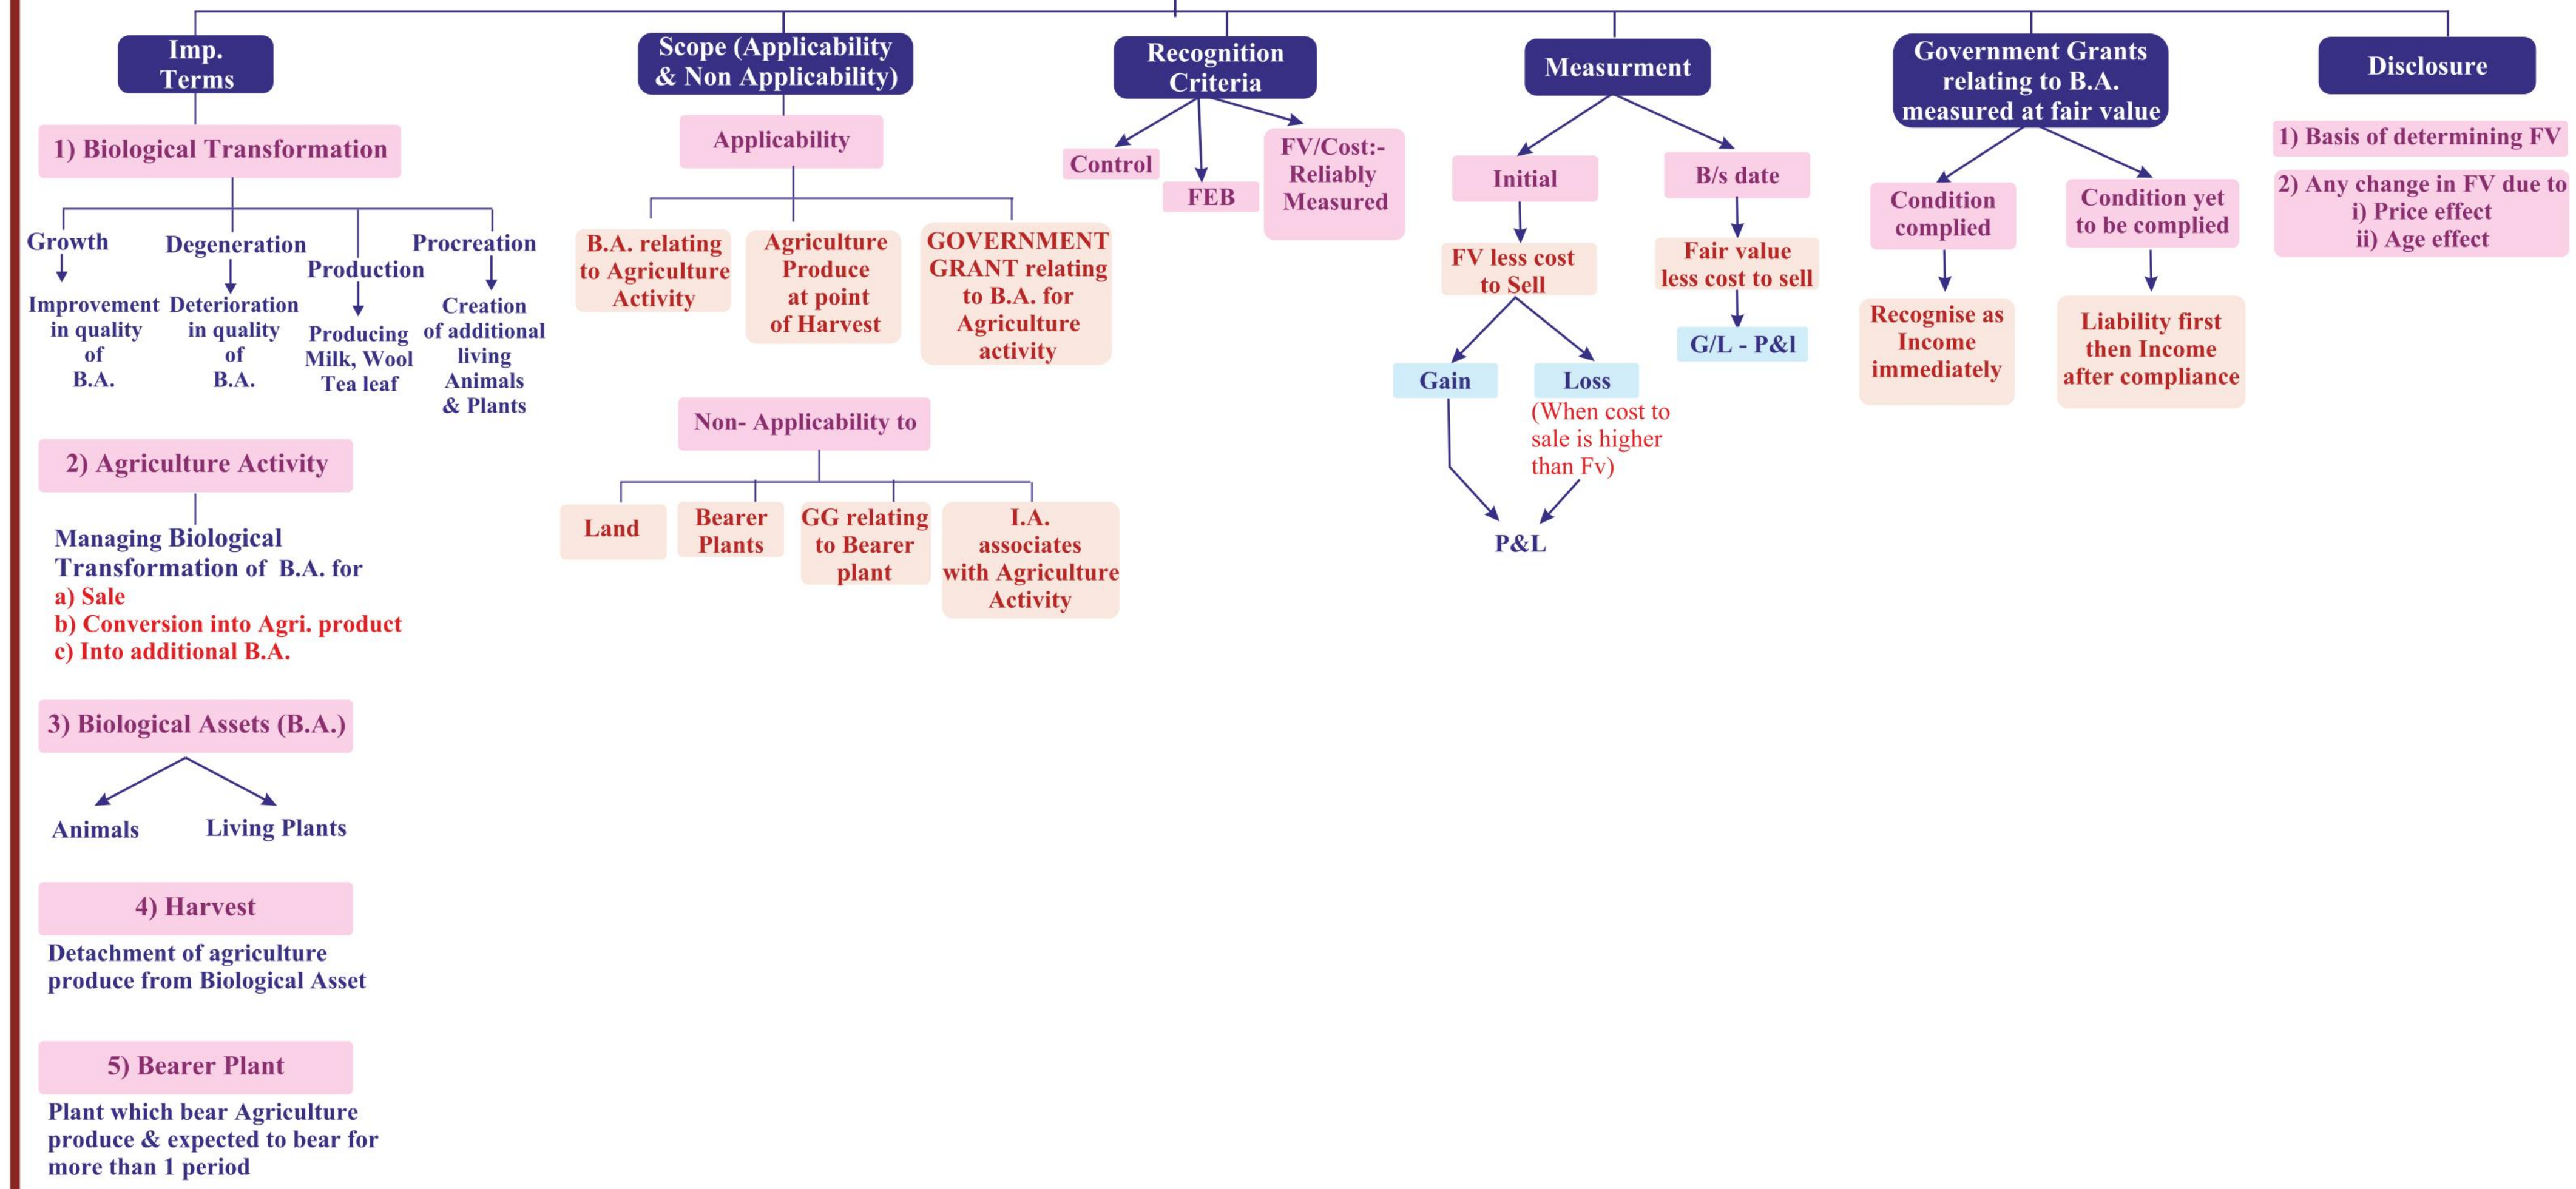 Imp.
Terms
1) Biological Transformation
Growth
Improvement
in quality
of
B.A.
Degeneration
Deterioration
in quality
of
B.A.
Production
Producing
Milk, Wool
Tea leaf
Procreation
Creation
of additional
living
Animals
& Plants
2) Agriculture Activity
Managing Biological
Transformation of B.A. for
a) Sale
b) Conversion into Agri. product
c) Into additional B.A.
3) Biological Assets (B.A.)
Animals
Living Plants
4) Harvest
Detachment of agriculture
produce from Biological Asset
5) Bearer Plant
Plant which bear Agriculture
produce & expected to bear for
more than 1 period
Scope (Applicability
& Non Applicability)
Applicability
B.A. relating
to Agriculture
Activity
Agriculture
Produce
at point
of Harvest
GOVERNMENT
GRANT relating
to B.A. for
Agriculture
activity
Non- Applicability to
Land
Bearer
Plants
GG relating
to Bearer
plant
I.A.
associates
with Agriculture
Activity
Recognition
Criteria
Control
FEB
FV/Cost:-
Reliably
Measured
Measurment
Initial
FV less cost
to Sell
Gain
Loss
(When cost to
sale is higher
than Fv)
P&L
B/s date
Fair value
less cost to sell
G/L - P&l
Government Grants
relating to B.A.
measured at fair value
Condition
complied
Recognise as
Income
immediately
Condition yet
to be complied
Liability first
then Income
after compliance
Disclosure
1) Basis of determining FV
2) Any change in FV due to
i) Price effect
ii) Age effect